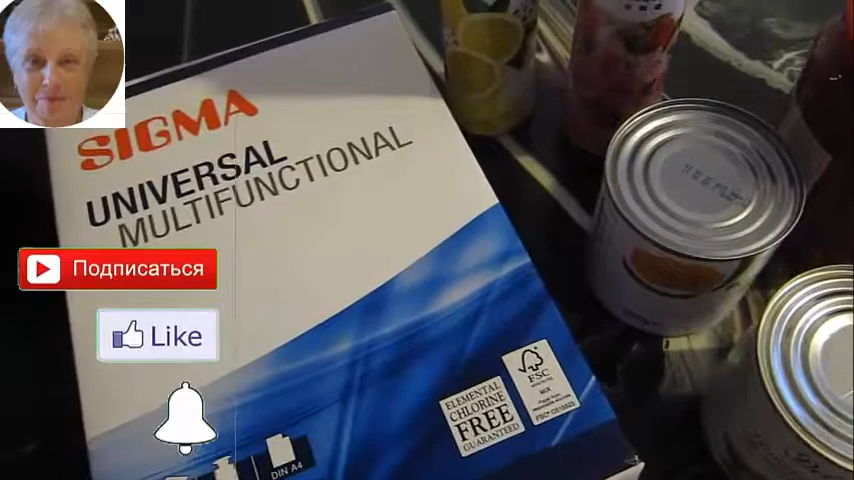 SIGMA
UNIVERSAL
MULTIFUNCTIONAL
Подписаться
Like
ELEMENTAL
CHLORINE
FREE
GUARANTEED
FSC
MIX
DIN A4